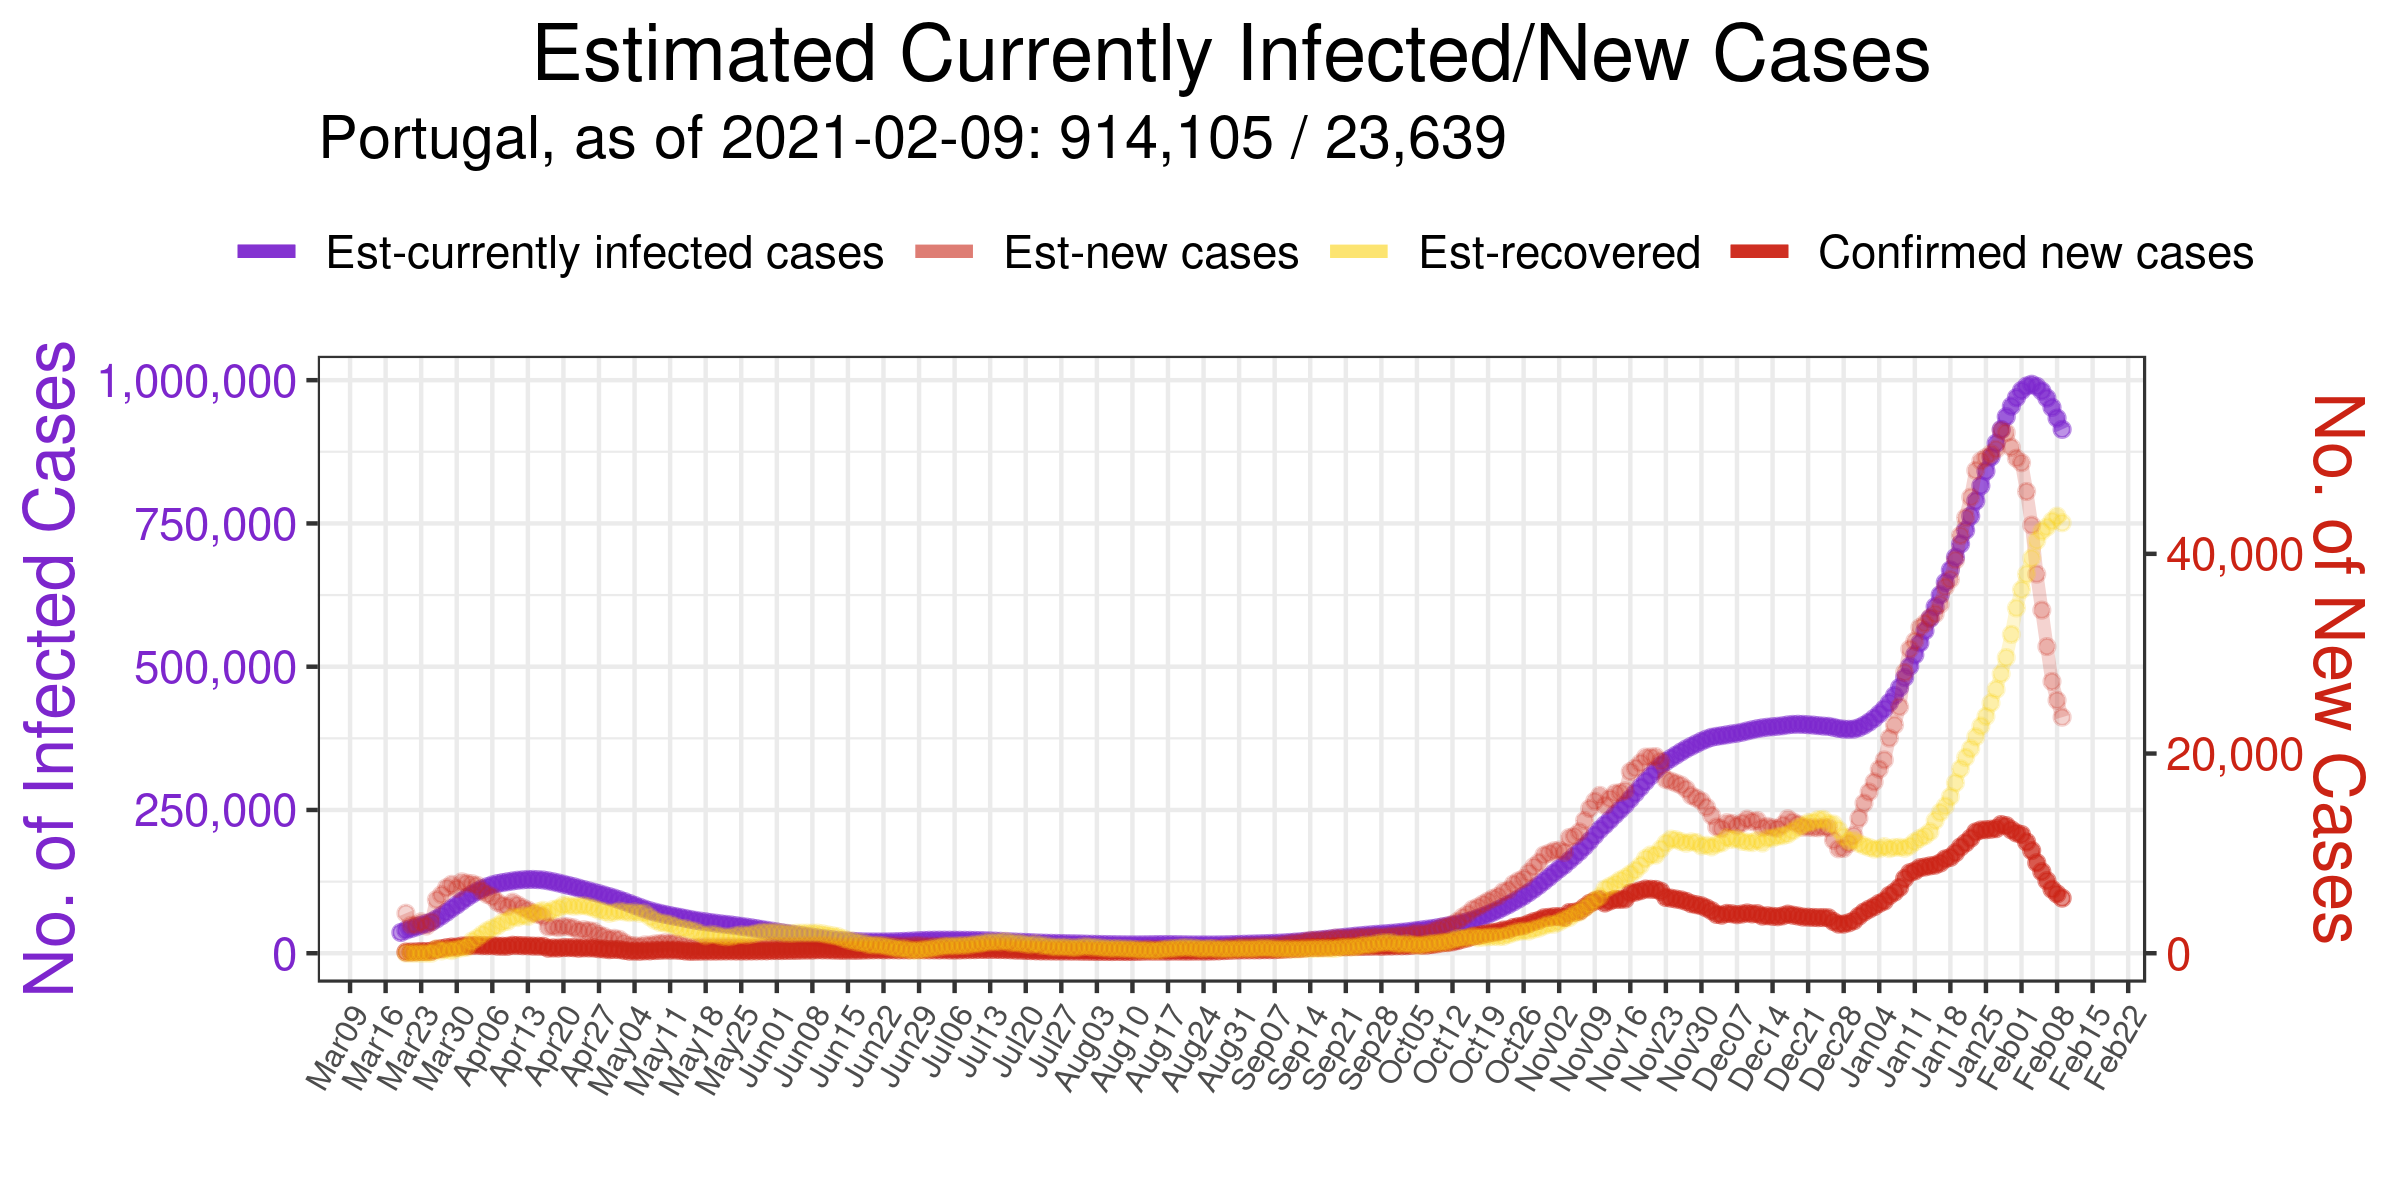 Estimated Currently Infected/New Cases
Portugal, as of 2021-02-09: 914,105 / 23,639
Est-currently infected cases Est-new cases Est-recovered Confirmed new cases
No. of Infected Cases
1,000,000
750,000
500,000
250,000
0
40,000
20,000
0
No. of New Cases
Mar09 Mar16 Mar23 Mar30 Apr06 Apr13 Apr20 Apr27 May04 May11 May18 May25 Jun01 Jun08 Jun15 Jun22 Jun29 Jul06 Jul13 Jul20 Jul27 Aug03 Aug10 Aug17 Aug24 Aug31 Sep07 Sep14 Sep21 Sep28 Oct05 Oct12 Oct19 Oct26 Nov02 Nov09 Nov16 Nov23 Nov30 Dec07 Dec14 Dec21 Dec28 Jan04 Jan11 Jan18 Jan25 Feb01 Feb08 Feb15 Feb22